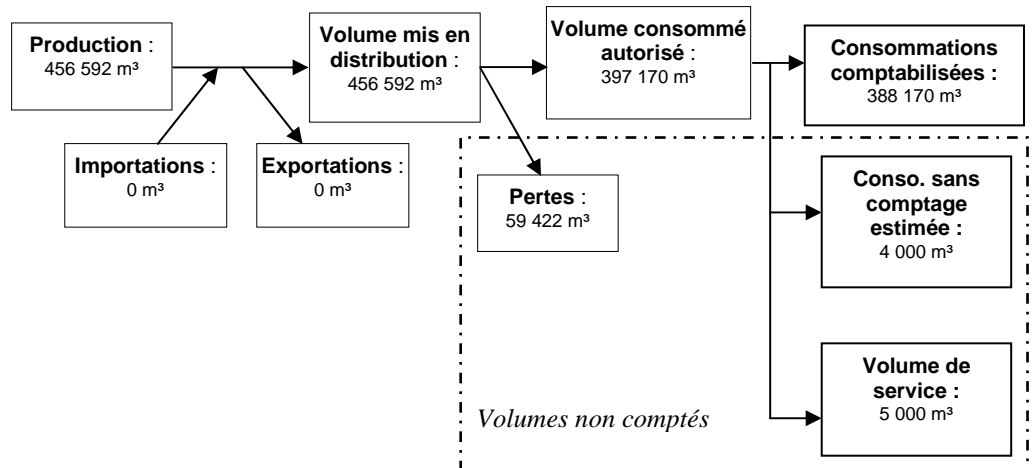 Production :
456 592 m³
Volume mis en
distribution :
456 592 m³
Volume consommé
autorisé :
397 170 m³
Consommations
comptabilisées :
388 170 m³
Importations :
0 m³
Exportations :
0 m³
Pertes :
59 422 m³
Conso. sans
comptage
estimée :
4 000 m³
Volume de
service :
5 000 m³
Volumes non comptés